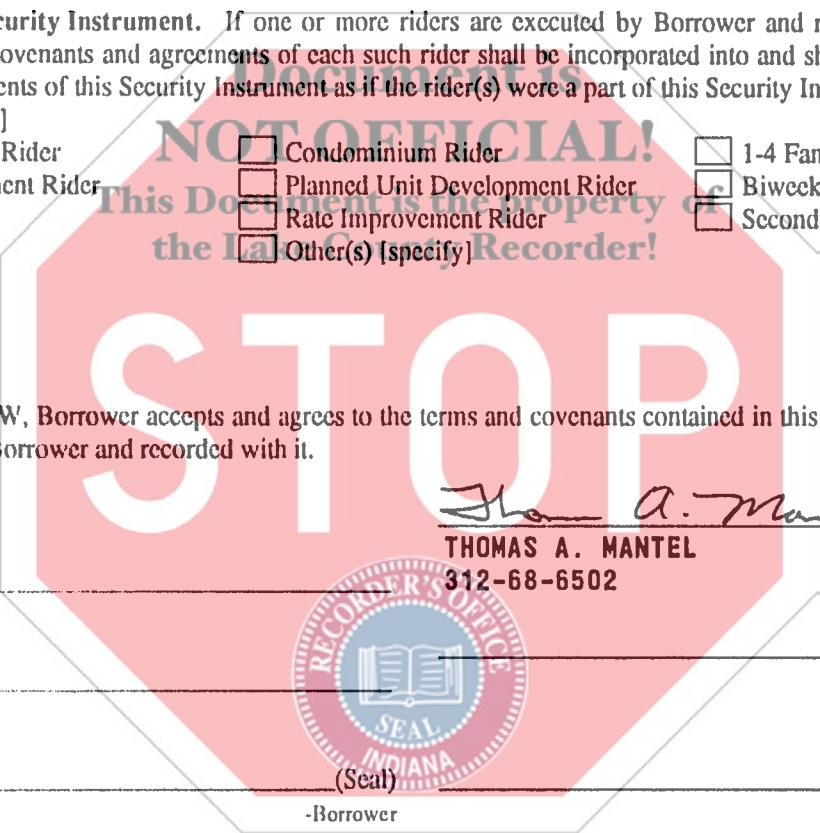 curity Instrument. If one or more riders are executed by Borrower and r
ovenants and agreements of each such rider shall be incorporated into and sh
ents of this Security Instrument as if the rider(s) were a part of this Security In
]
Document is
NOT OFFICIAL!
This Document is the property of
the Lake County Recorder!
Rider
Condominium Rider
1-4 Fam
ent Rider
Planned Unit Development Rider
Biweek
Rate Improvement Rider
Second
Other(s) [specify]
STOP
W, Borrower accepts and agrees to the terms and covenants contained in this
Borrower and recorded with it.
Thom A. Man
THOMAS A. MANTEL
312-68-6502
RECORDER'S OFFICE
SEAL
INDIANA
(Seal)
-Borrower